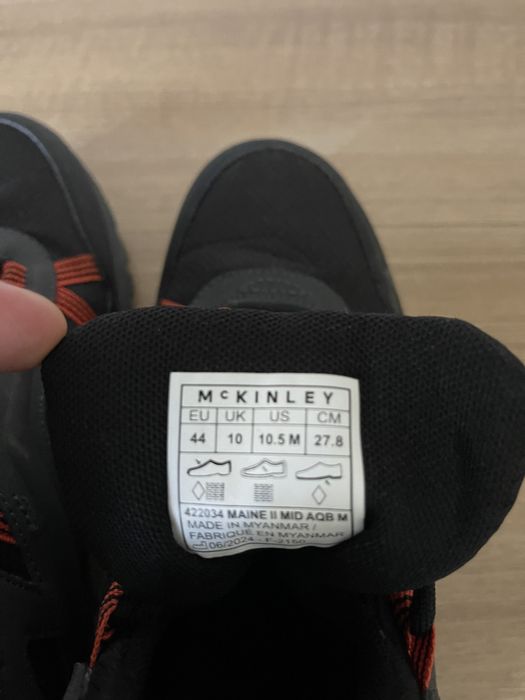 McKINLEY
EU UK US CM
44 10 10.5 M 27.8
422034 MAINE II MID AQB M
MADE IN MYANMAR /
FABRIQUE EN MYANMAR
06/2024 - F-2150